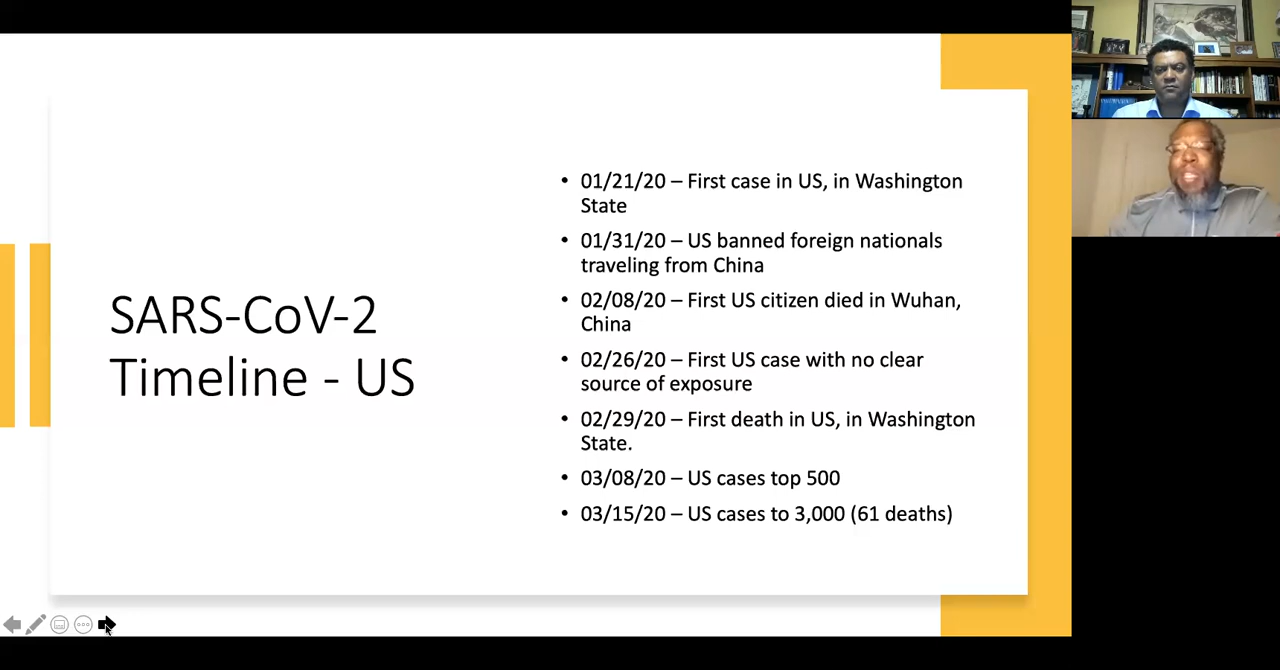 SARS-CoV-2
Timeline - US
• 01/21/20 – First case in US, in Washington
State
• 01/31/20 – US banned foreign nationals
traveling from China
• 02/08/20 – First US citizen died in Wuhan,
China
• 02/26/20 – First US case with no clear
source of exposure
• 02/29/20 – First death in US, in Washington
State.
• 03/08/20 – US cases top 500
• 03/15/20 – US cases to 3,000 (61 deaths)